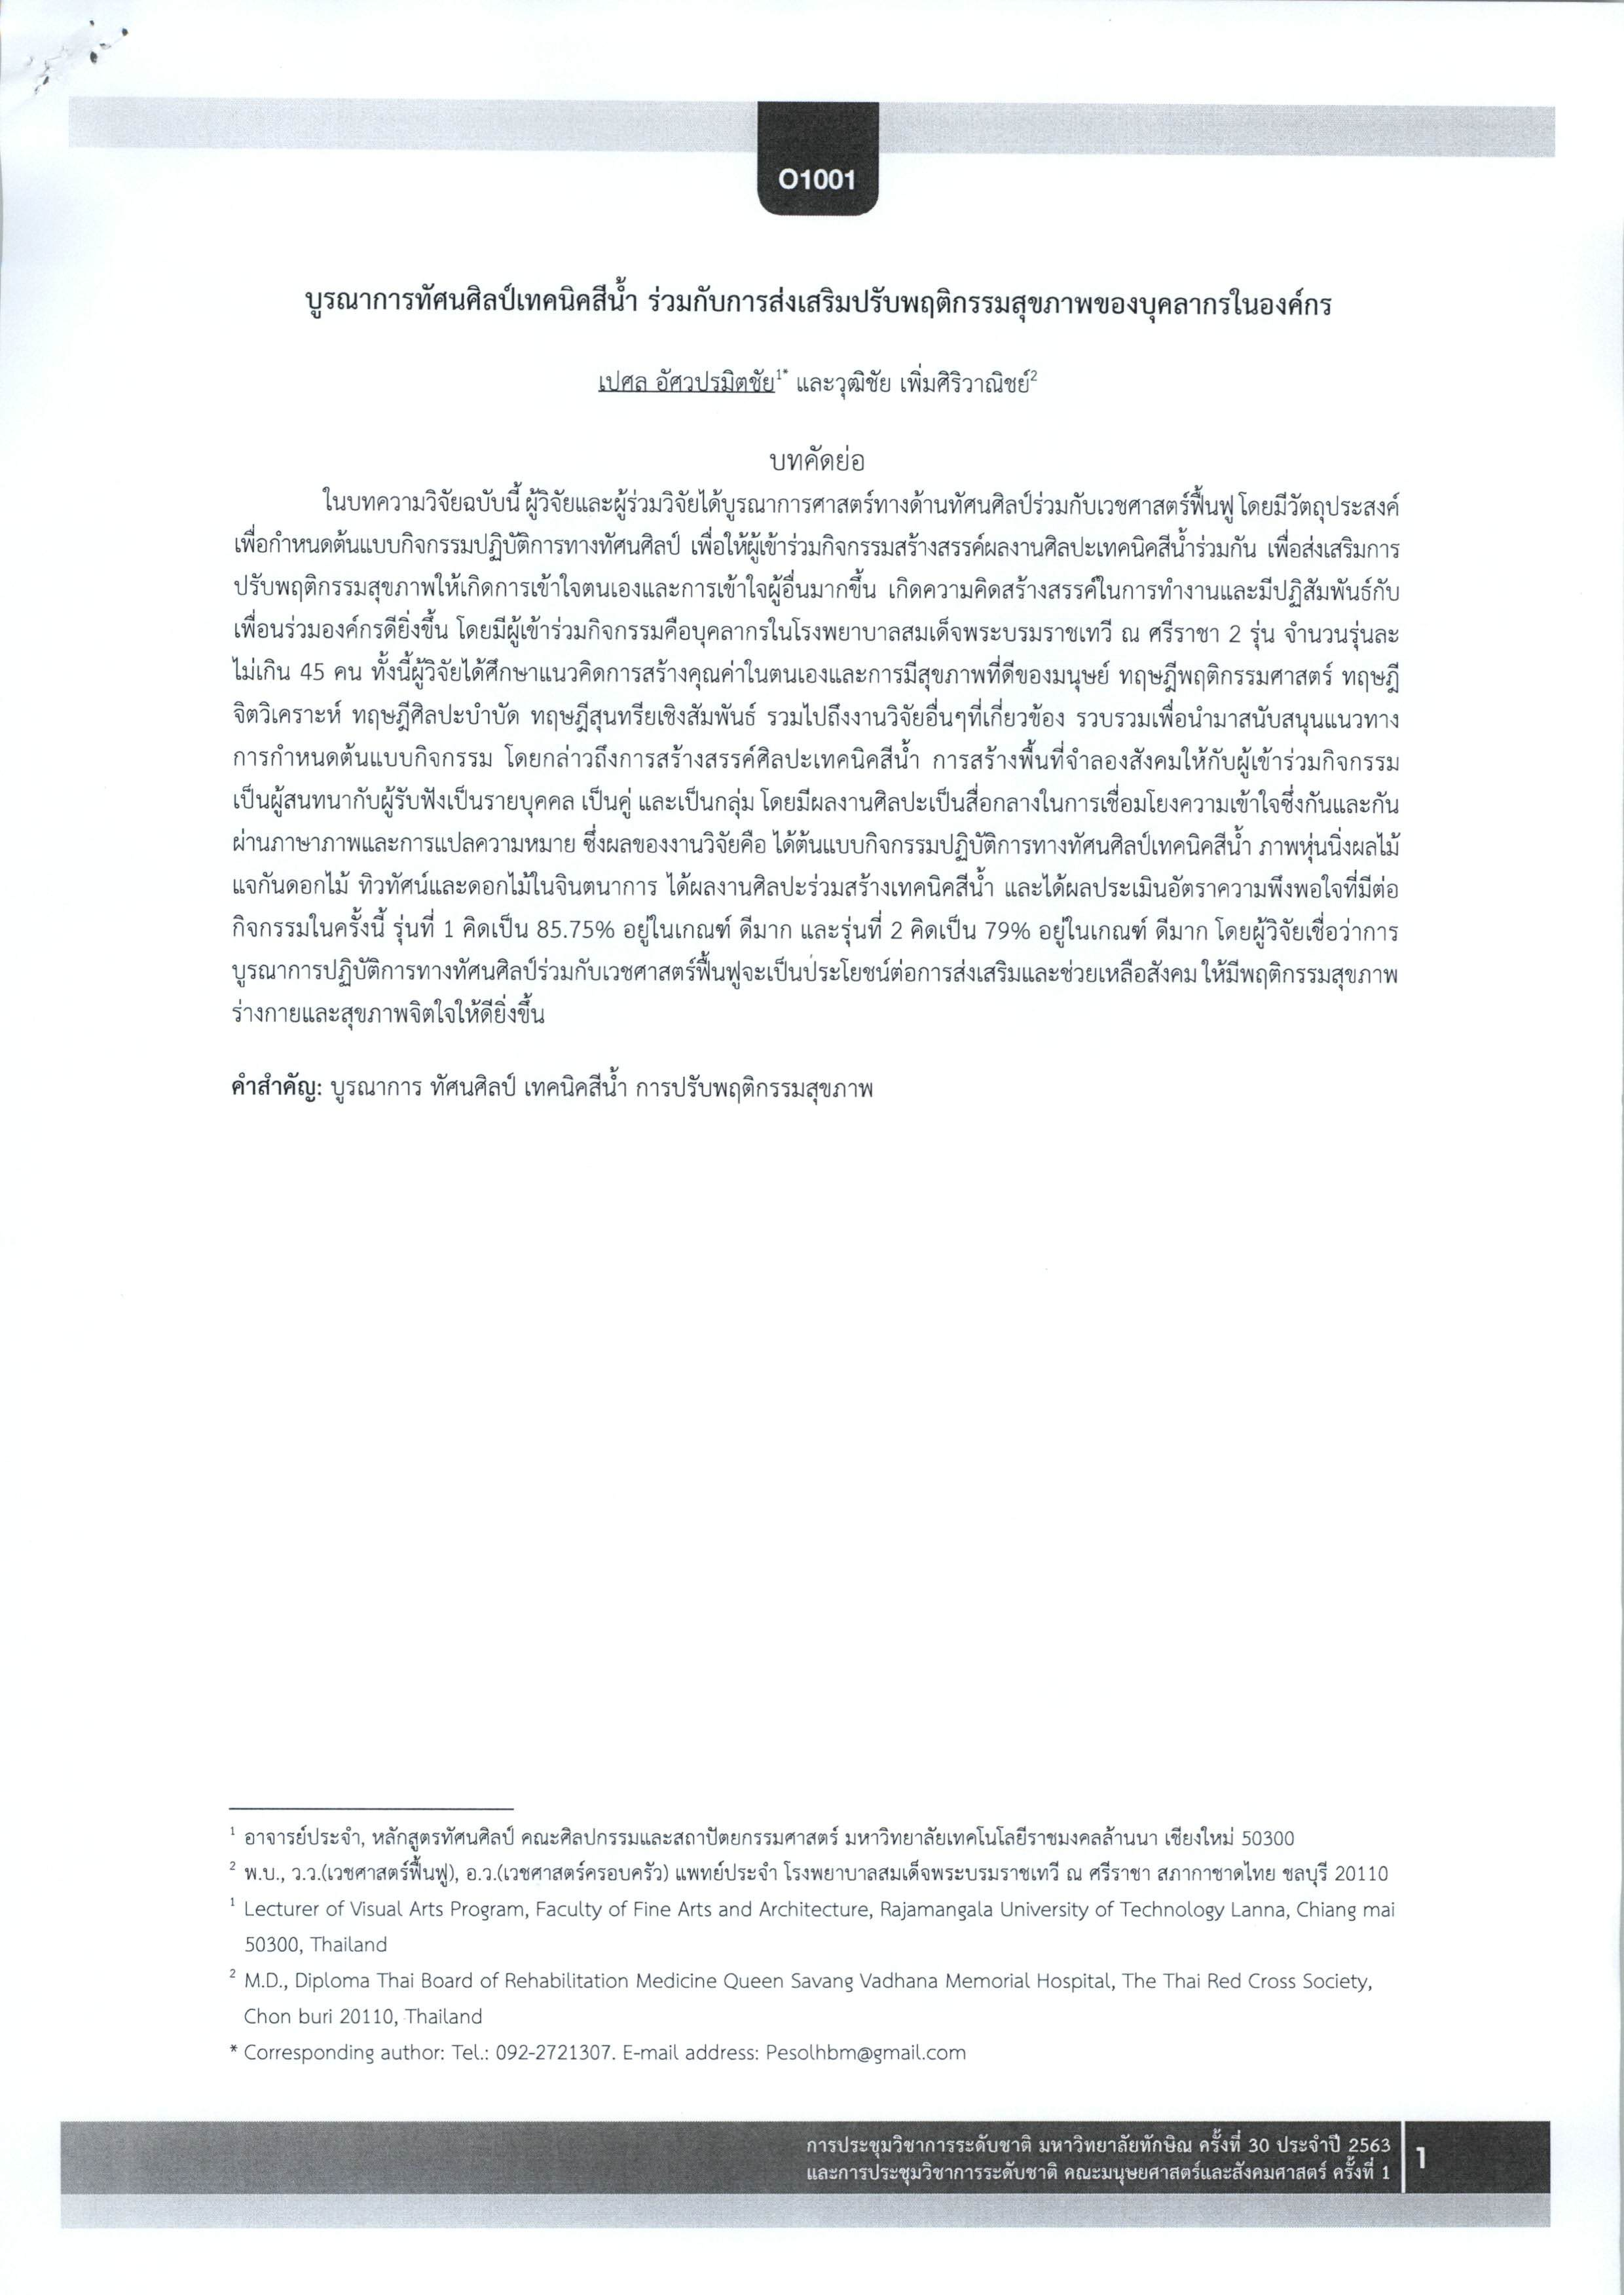 O1001
บูรณาการทัศนศิลป์เทคนิคสีน้ำ ร่วมกับการส่งเสริมปรับพฤติกรรมสุขภาพของบุคลากรในองค์กร
เปศล อัศวปรมิตชัย1* และวุฒิชัย เพิ่มศิริวาณิชย์2
บทคัดย่อ
ในบทความวิจัยฉบับนี้ ผู้วิจัยและผู้ร่วมวิจัยได้บูรณาการศาสตร์ทางด้านทัศนศิลป์ร่วมกับเวชศาสตร์ฟื้นฟู โดยมีวัตถุประสงค์
เพื่อกำหนดต้นแบบกิจกรรมปฏิบัติการทางทัศนศิลป์ เพื่อให้ผู้เข้าร่วมกิจกรรมสร้างสรรค์ผลงานศิลปะเทคนิคสีน้ำร่วมกัน เพื่อส่งเสริมการ
ปรับพฤติกรรมสุขภาพให้เกิดการเข้าใจตนเองและการเข้าใจผู้อื่นมากขึ้น เกิดความคิดสร้างสรรค์ในการทำงานและมีปฏิสัมพันธ์กับ
เพื่อนร่วมองค์กรดียิ่งขึ้น โดยมีผู้เข้าร่วมกิจกรรมคือบุคลากรในโรงพยาบาลสมเด็จพระบรมราชเทวี ณ ศรีราชา 2 รุ่น จำนวนรุ่นละ
ไม่เกิน 45 คน ทั้งนี้ผู้วิจัยได้ศึกษาแนวคิดการสร้างคุณค่าในตนเองและการมีสุขภาพที่ดีของมนุษย์ ทฤษฎีพฤติกรรมศาสตร์ ทฤษฎี
จิตวิเคราะห์ ทฤษฎีศิลปะบำบัด ทฤษฎีสุนทรียเชิงสัมพันธ์ รวมไปถึงงานวิจัยอื่นๆที่เกี่ยวข้อง รวบรวมเพื่อนำมาสนับสนุนแนวทาง
การกำหนดต้นแบบกิจกรรม โดยกล่าวถึงการสร้างสรรค์ศิลปะเทคนิคสีน้ำ การสร้างพื้นที่จำลองสังคมให้กับผู้เข้าร่วมกิจกรรม
เป็นผู้สนทนากับผู้รับฟังเป็นรายบุคคล เป็นคู่ และเป็นกลุ่ม โดยมีผลงานศิลปะเป็นสื่อกลางในการเชื่อมโยงความเข้าใจซึ่งกันและกัน
ผ่านภาษาภาพและการแปลความหมาย ซึ่งผลของงานวิจัยคือ ได้ต้นแบบกิจกรรมปฏิบัติการทางทัศนศิลป์เทคนิคสีน้ำ ภาพหุ่นนิ่งผลไม้
แจกันดอกไม้ ทิวทัศน์และดอกไม้ในจินตนาการ ได้ผลงานศิลปะร่วมสร้างเทคนิคสีน้ำ และได้ผลประเมินอัตราความพึงพอใจที่มีต่อ
กิจกรรมในครั้งนี้ รุ่นที่ 1 คิดเป็น 85.75% อยู่ในเกณฑ์ ดีมาก และรุ่นที่ 2 คิดเป็น 79% อยู่ในเกณฑ์ ดีมาก โดยผู้วิจัยเชื่อว่าการ
บูรณาการปฏิบัติการทางทัศนศิลป์ร่วมกับเวชศาสตร์ฟื้นฟูจะเป็นประโยชน์ต่อการส่งเสริมและช่วยเหลือสังคม ให้มีพฤติกรรมสุขภาพ
ร่างกายและสุขภาพจิตใจให้ดียิ่งขึ้น
คำสำคัญ: บูรณาการ ทัศนศิลป์ เทคนิคสีน้ำ การปรับพฤติกรรมสุขภาพ
1 อาจารย์ประจำ, หลักสูตรทัศนศิลป์ คณะศิลปกรรมและสถาปัตยกรรมศาสตร์ มหาวิทยาลัยเทคโนโลยีราชมงคลล้านนา เชียงใหม่ 50300
2 พ.บ., ว.ว.(เวชศาสตร์ฟื้นฟู), อ.ว.(เวชศาสตร์ครอบครัว) แพทย์ประจำ โรงพยาบาลสมเด็จพระบรมราชเทวี ณ ศรีราชา สภากาชาดไทย ชลบุรี 20110
1 Lecturer of Visual Arts Program, Faculty of Fine Arts and Architecture, Rajamangala University of Technology Lanna, Chiang mai
50300, Thailand
2 M.D., Diploma Thai Board of Rehabilitation Medicine Queen Savang Vadhana Memorial Hospital, The Thai Red Cross Society,
Chon buri 20110, Thailand
* Corresponding author: Tel.: 092-2721307. E-mail address: Pesolhbm@gmail.com
การประชุมวิชาการระดับชาติ มหาวิทยาลัยทักษิณ ครั้งที่ 30 ประจำปี 2563
และการประชุมวิชาการระดับชาติ คณะมนุษยศาสตร์และสังคมศาสตร์ ครั้งที่ 1
1